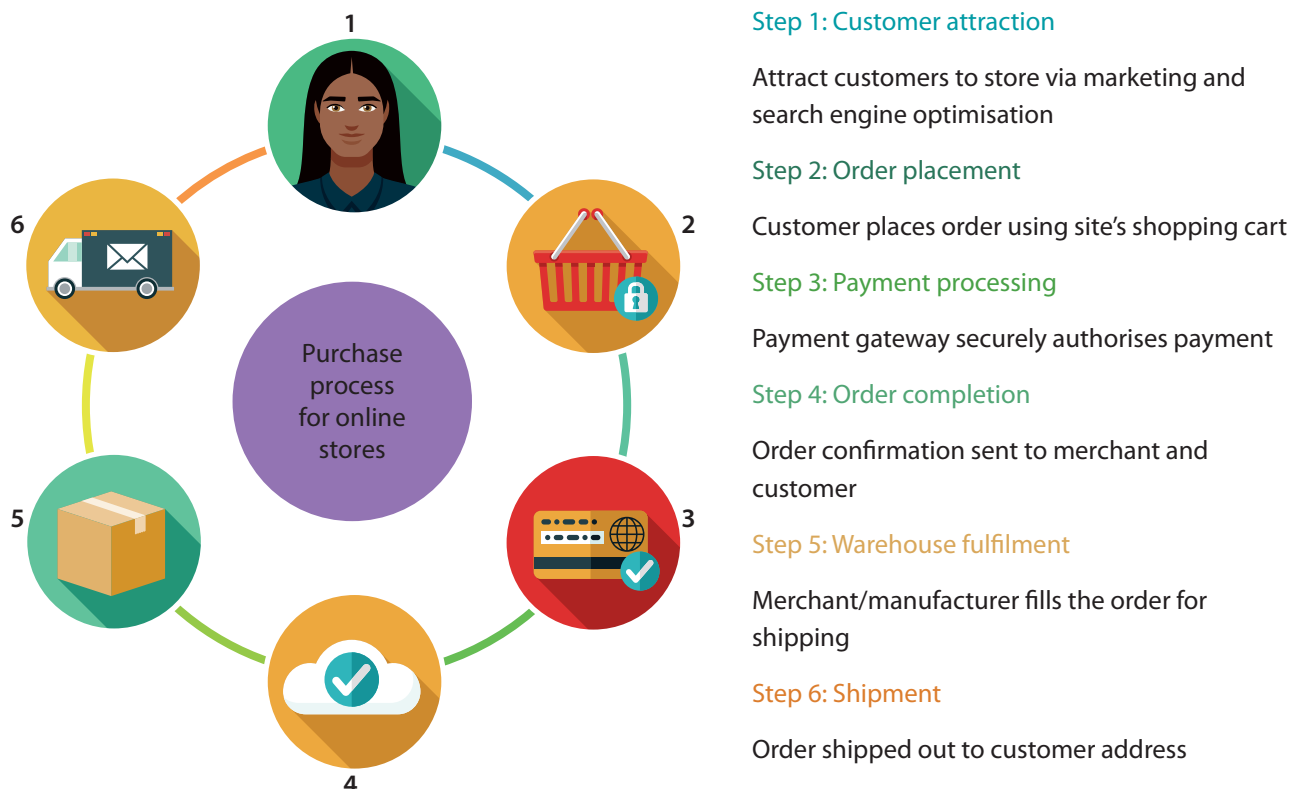 1
2
3
4
5
6
Purchase
process
for online
stores
Step 1: Customer attraction
Attract customers to store via marketing and
search engine optimisation
Step 2: Order placement
Customer places order using site’s shopping cart
Step 3: Payment processing
Payment gateway securely authorises payment
Step 4: Order completion
Order confirmation sent to merchant and
customer
Step 5: Warehouse fulfilment
Merchant/manufacturer fills the order for
shipping
Step 6: Shipment
Order shipped out to customer address